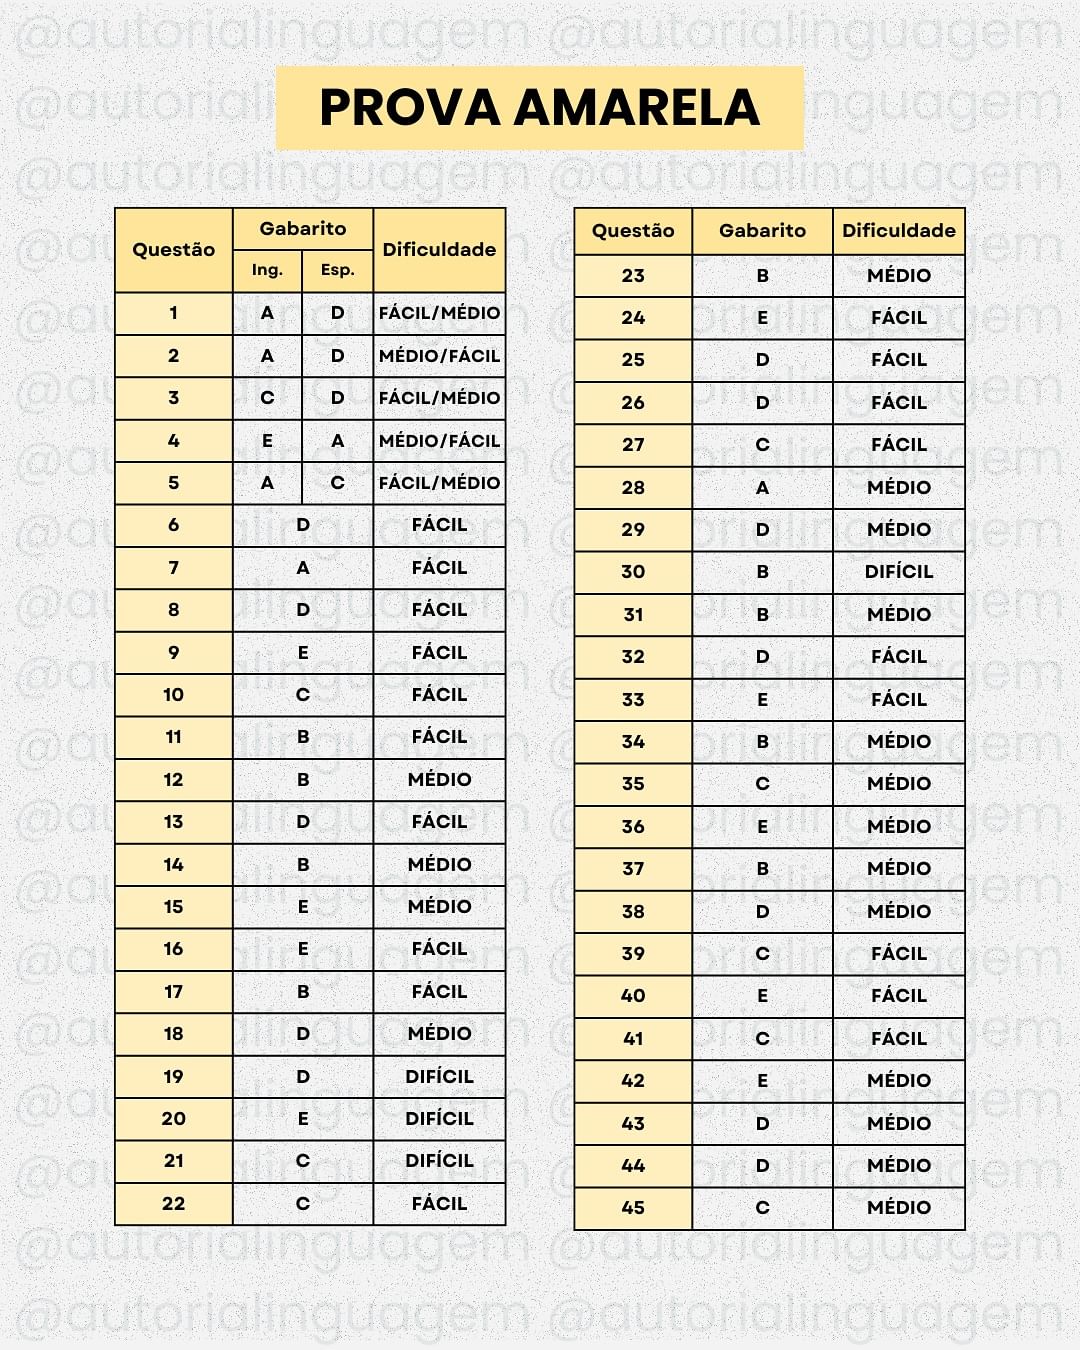 @autorialinguagem @autorialinguagem
PROVA AMARELA
Questão Gabarito Dificuldade
Ing. Esp.
1 A D FÁCIL/MÉDIO
2 A D MÉDIO/FÁCIL
3 C D FÁCIL/MÉDIO
4 E A MÉDIO/FÁCIL
5 A C FÁCIL/MÉDIO
6 D FÁCIL
7 A FÁCIL
8 D FÁCIL
9 E FÁCIL
10 C FÁCIL
11 B FÁCIL
12 B MÉDIO
13 D FÁCIL
14 B MÉDIO
15 E MÉDIO
16 E FÁCIL
17 B FÁCIL
18 D MÉDIO
19 D DIFÍCIL
20 E DIFÍCIL
21 C DIFÍCIL
22 C FÁCIL
Questão Gabarito Dificuldade
23 B MÉDIO
24 E FÁCIL
25 D FÁCIL
26 D FÁCIL
27 C FÁCIL
28 A MÉDIO
29 D MÉDIO
30 B DIFÍCIL
31 B MÉDIO
32 D FÁCIL
33 E FÁCIL
34 B MÉDIO
35 C MÉDIO
36 E MÉDIO
37 B MÉDIO
38 D MÉDIO
39 C FÁCIL
40 E FÁCIL
41 C FÁCIL
42 E MÉDIO
43 D MÉDIO
44 D MÉDIO
45 C MÉDIO
@autorialinguagem @autorialinguagem
@autorialinguagem @autorialinguagem